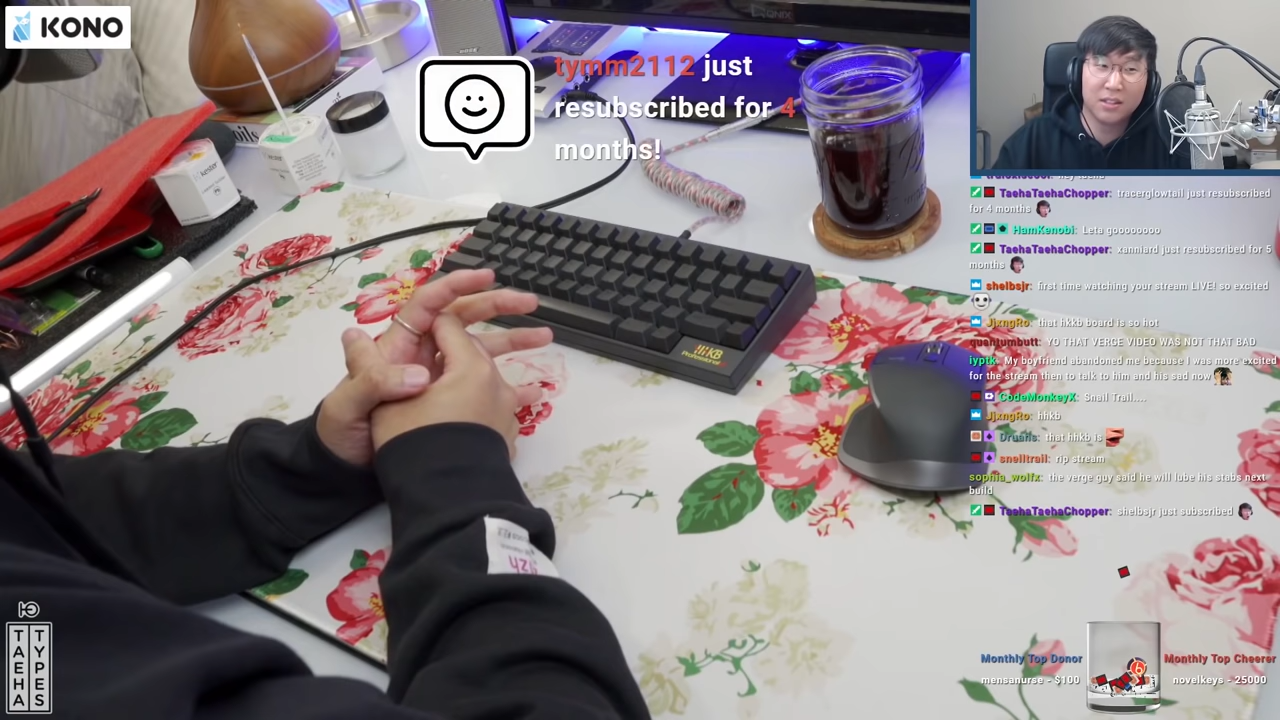 KONO
tymm2112 just
resubscribed for 4
months!
TaehaTaehaChopper: tracerglowtail just resubscribed
for 4 months
HamKenobi: Leta gooooooo
TaehaTaehaChopper: xanniard just resubscribed for 5
months
shelbsjr: first time watching your stream LIVE! so excited
JjxngRo: that hkkb board is so hot
quantumbutt: YO THAT VERGE VIDEO WAS NOT THAT BAD
iyptk: My boyfriend abandoned me because I was more excited
for the stream then to talk to him and his sad now
CodeMonkeyX: Snail Trail....
JjxngRo: hhkb
Druafis: that hhkb is
snelltrail: rip stream
sophia_wolfz: the verge guy said he will lube his stabs next
build
TaehaTaehaChopper: shelbsjr just subscribed
HHKB
Professional
TAEHA
TYPES
Monthly Top Donor
mensanurse - $100
Monthly Top Cheerer
novelkeys - 25000